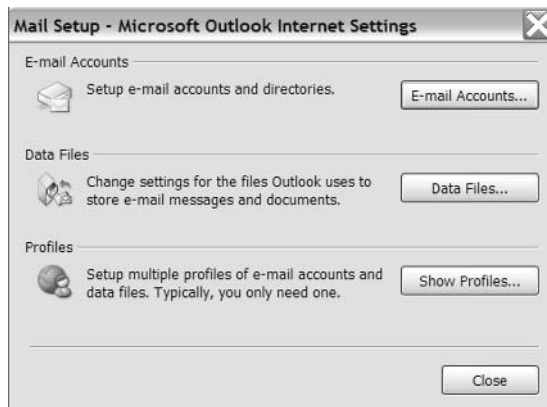 Mail Setup - Microsoft Outlook Internet Settings
E-mail Accounts
Setup e-mail accounts and directories.
E-mail Accounts...
Data Files
Change settings for the files Outlook uses to
store e-mail messages and documents.
Data Files...
Profiles
Setup multiple profiles of e-mail accounts and
data files. Typically, you only need one.
Show Profiles...
Close